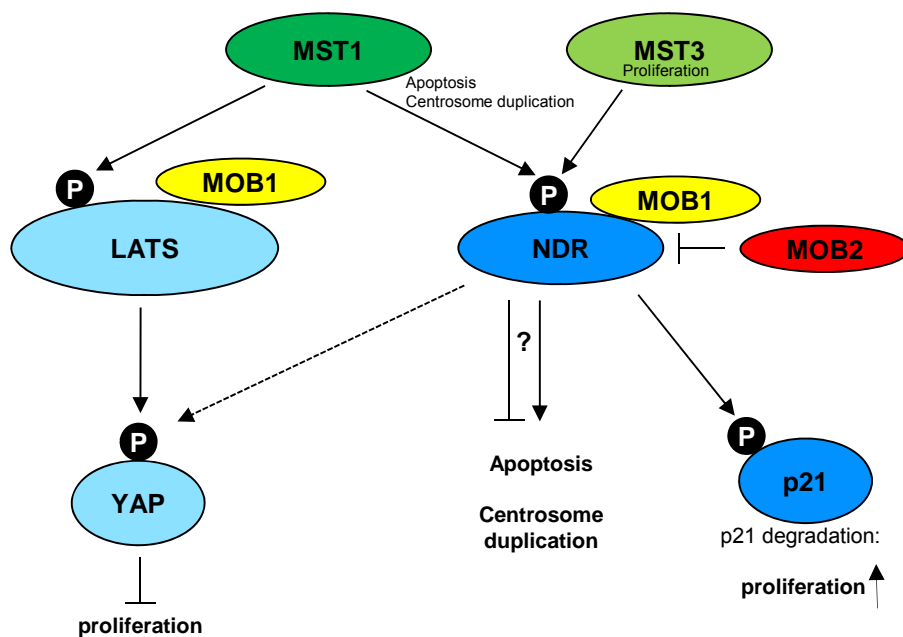 MST1
MST3
Proliferation
Apoptosis
Centrosome duplication
P
MOB1
P
MOB1
LATS
NDR
MOB2
?
P
YAP
Apoptosis
Centrosome
duplication
P
p21
p21 degradation:
proliferation
proliferation